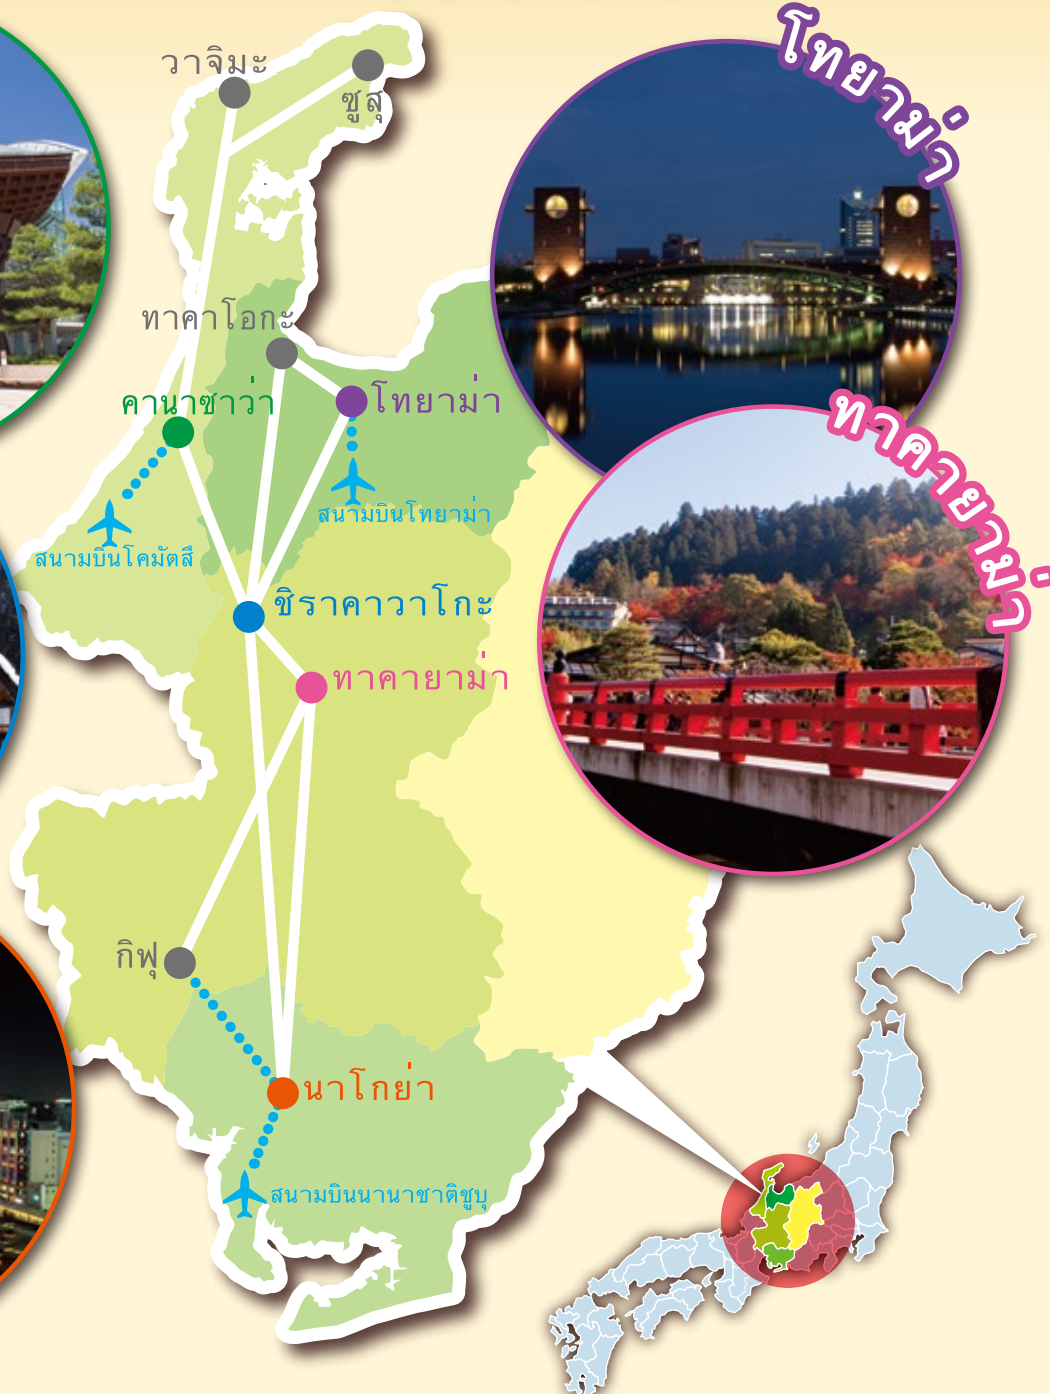 โทยาม่า
วาจิมะ
ซูสุ
ทาคาโอกะ
คานาซาว่า
โทยาม่า
ทาคายาม่า
สนามบินโทยาม่า
สนามบินโคมัตสึ
ชิราคาวาโกะ
ทาคายาม่า
กิฟุ
นาโกย่า
สนามบินนานาชาติชูบุ